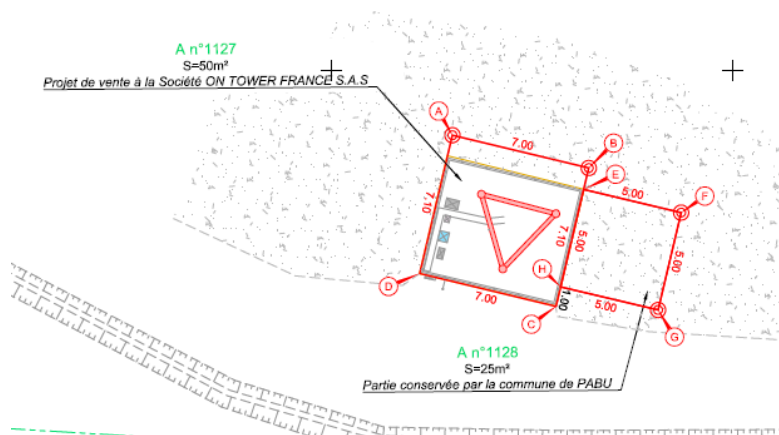 A n°1127
S=50m²
Projet de vente à la Société ON TOWER FRANCE S.A.S
A
7.00
B
E
5.00
F
7.10
7.10
5.00
5.00
H
D
7.00
1.00
5.00
C
G
A n°1128
S=25m²
Partie conservée par la commune de PABU